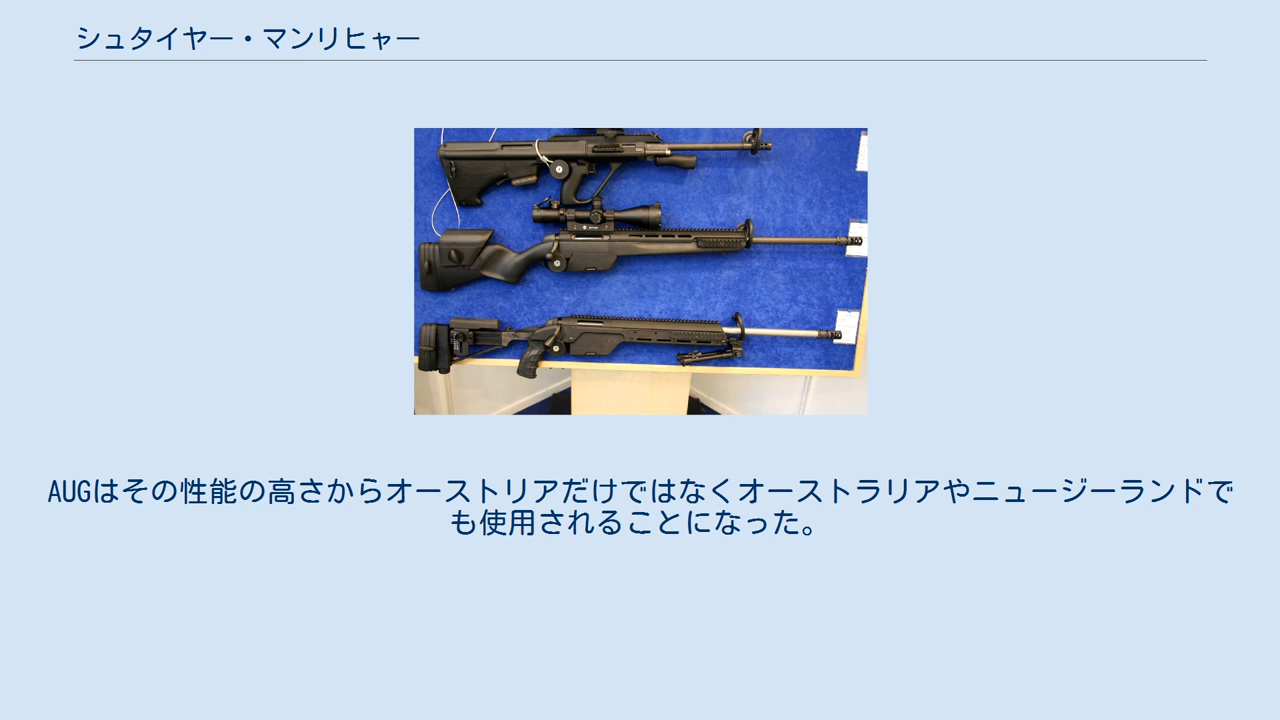 シュタイヤー・マンリヒャー
AUGはその性能の高さからオーストリアだけではなくオーストラリアやニュージーランドで
も使用されることになった。